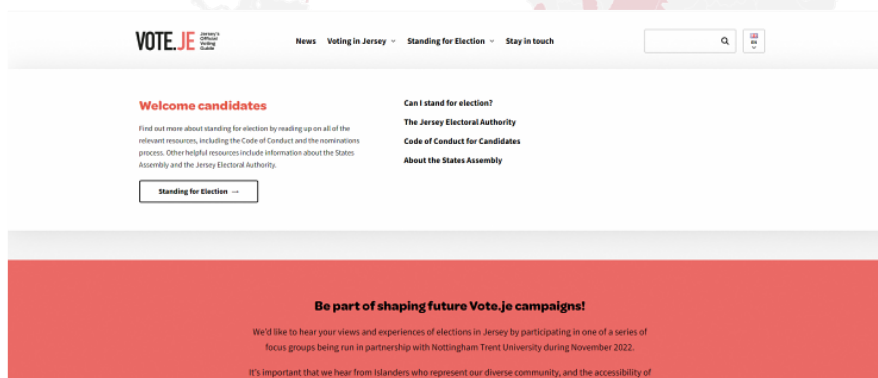 VOTE.JE Jersey's
Official
Voting
Guide
News Voting in Jersey Standing for Election Stay in touch
EN
Welcome candidates
Find out more about standing for election by reading up on all of the
relevant resources, including the Code of Conduct and the nominations
process. Other helpful resources include information about the States
Assembly and the Jersey Electoral Authority.
Standing for Election →
Can I stand for election?
The Jersey Electoral Authority
Code of Conduct for Candidates
About the States Assembly
Be part of shaping future Vote.je campaigns!
We'd like to hear your views and experiences of elections in Jersey by participating in one of a series of
focus groups being run in partnership with Nottingham Trent University during November 2022.
It's important that we hear from Islanders who represent our diverse community, and the accessibility of